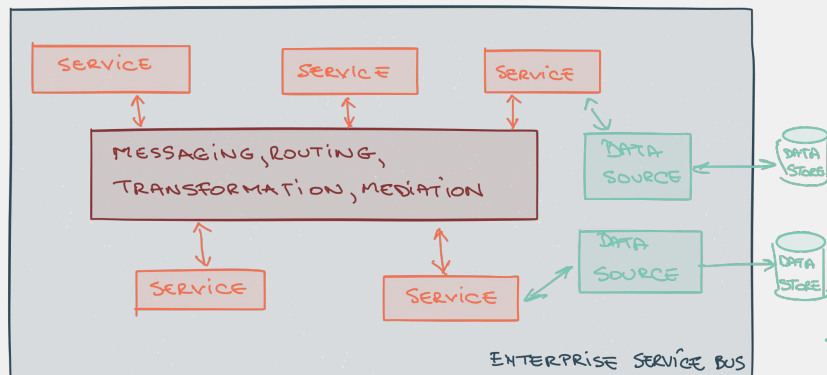 SERVICE
SERVICE
SERVICE
MESSAGING, ROUTING,
TRANSFORMATION, MEDIATION
DATA
SOURCE
DATA
STORE
SERVICE
SERVICE
DATA
SOURCE
DATA
STORE
ENTERPRISE SERVICE BUS